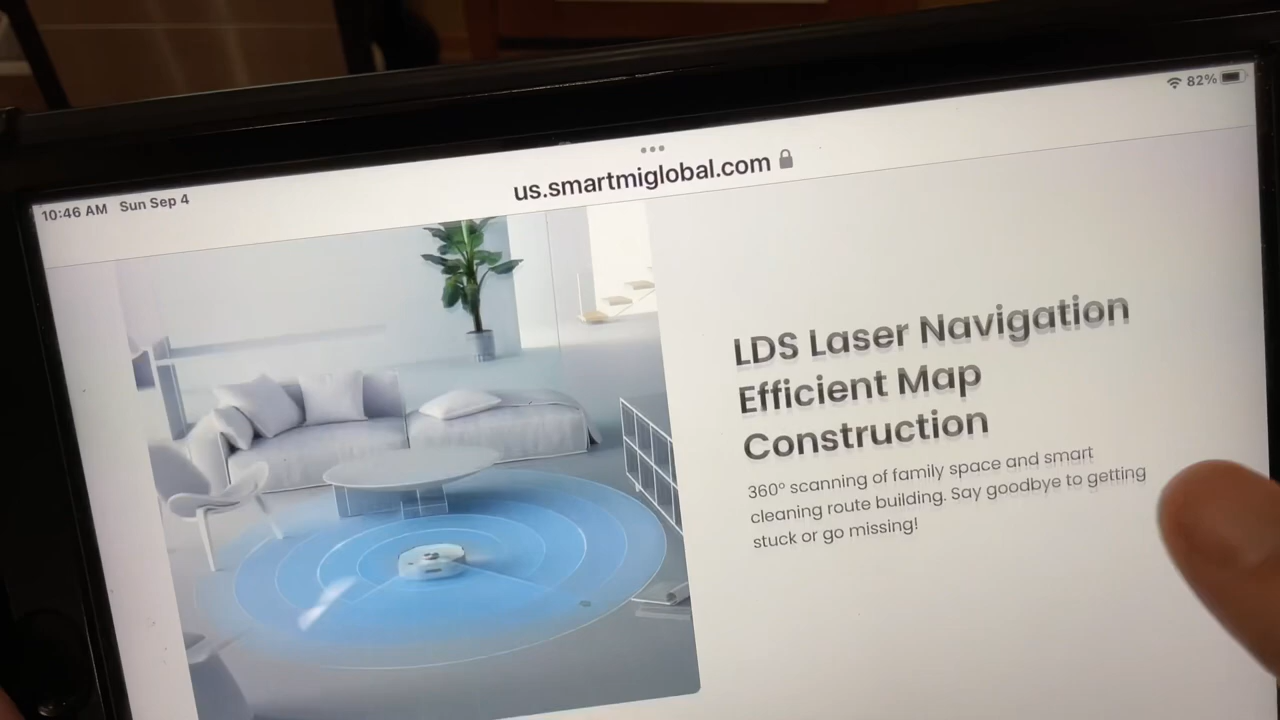 82%
us.smartmiglobal.com
10:46 AM Sun Sep 4
LDS Laser Navigation
Efficient Map
Construction
360° scanning of family space and smart
cleaning route building. Say goodbye to getting
stuck or go missing!